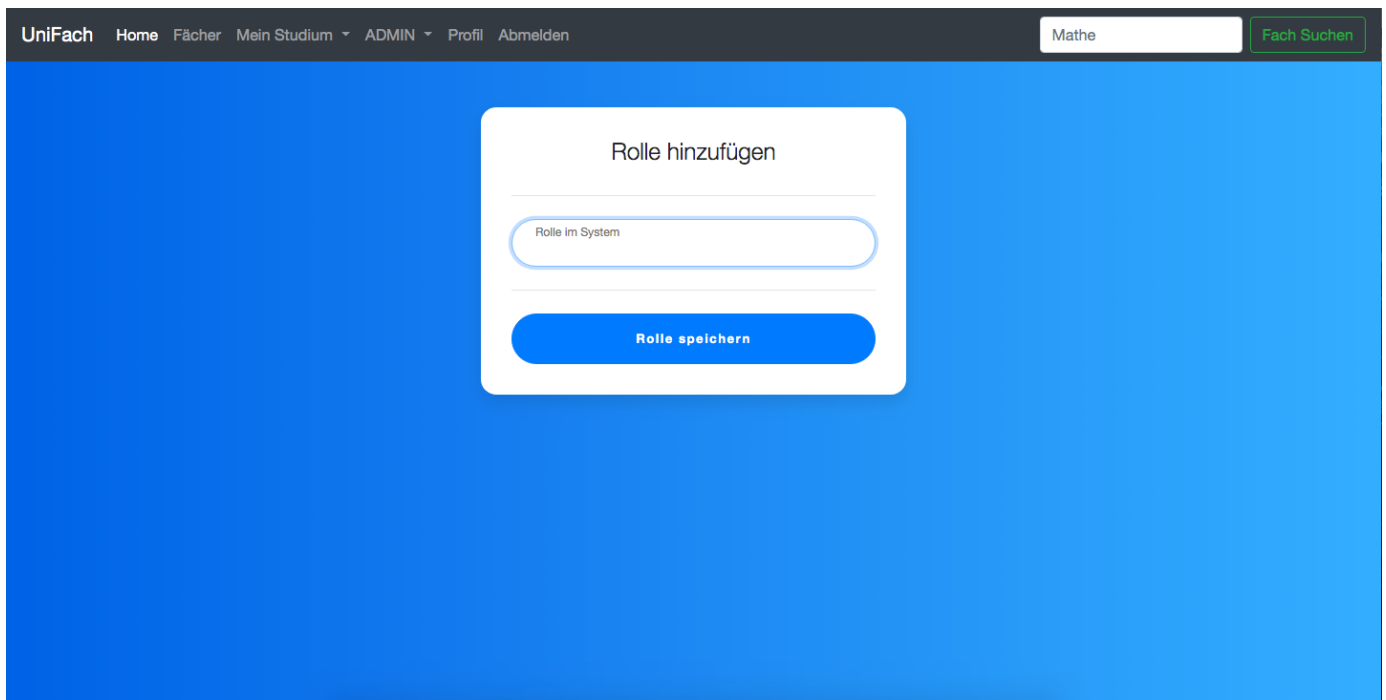 UniFach Home Fächer Mein Studium ADMIN Profil Abmelden Mathe Fach Suchen
Rolle hinzufügen
Rolle im System
Rolle speichern